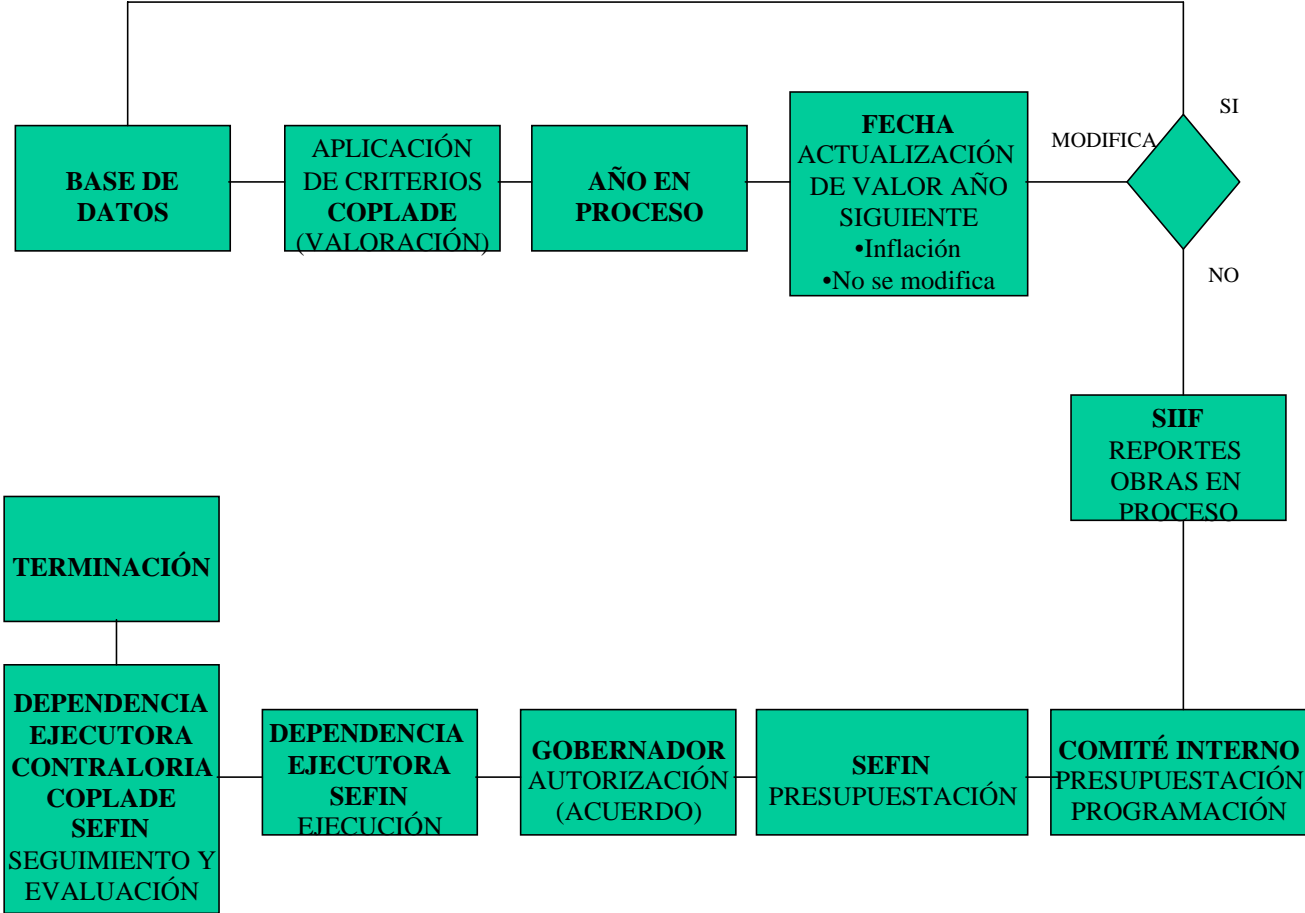 BASE DE
DATOS
APLICACIÓN
DE CRITERIOS
COPLADE
(VALORACIÓN)
AÑO EN
PROCESO
FECHA
ACTUALIZACIÓN
DE VALOR AÑO
SIGUIENTE
•Inflación
•No se modifica
MODIFICA
SI
NO
SIIF
REPORTES
OBRAS EN
PROCESO
COMITÉ INTERNO
PRESUPUESTACIÓN
PROGRAMACIÓN
SEFIN
PRESUPUESTACIÓN
GOBERNADOR
AUTORIZACIÓN
(ACUERDO)
DEPENDENCIA
EJECUTORA
SEFIN
EJECUCIÓN
DEPENDENCIA
EJECUTORA
CONTRALORIA
COPLADE
SEFIN
SEGUIMIENTO Y
EVALUACIÓN
TERMINACIÓN